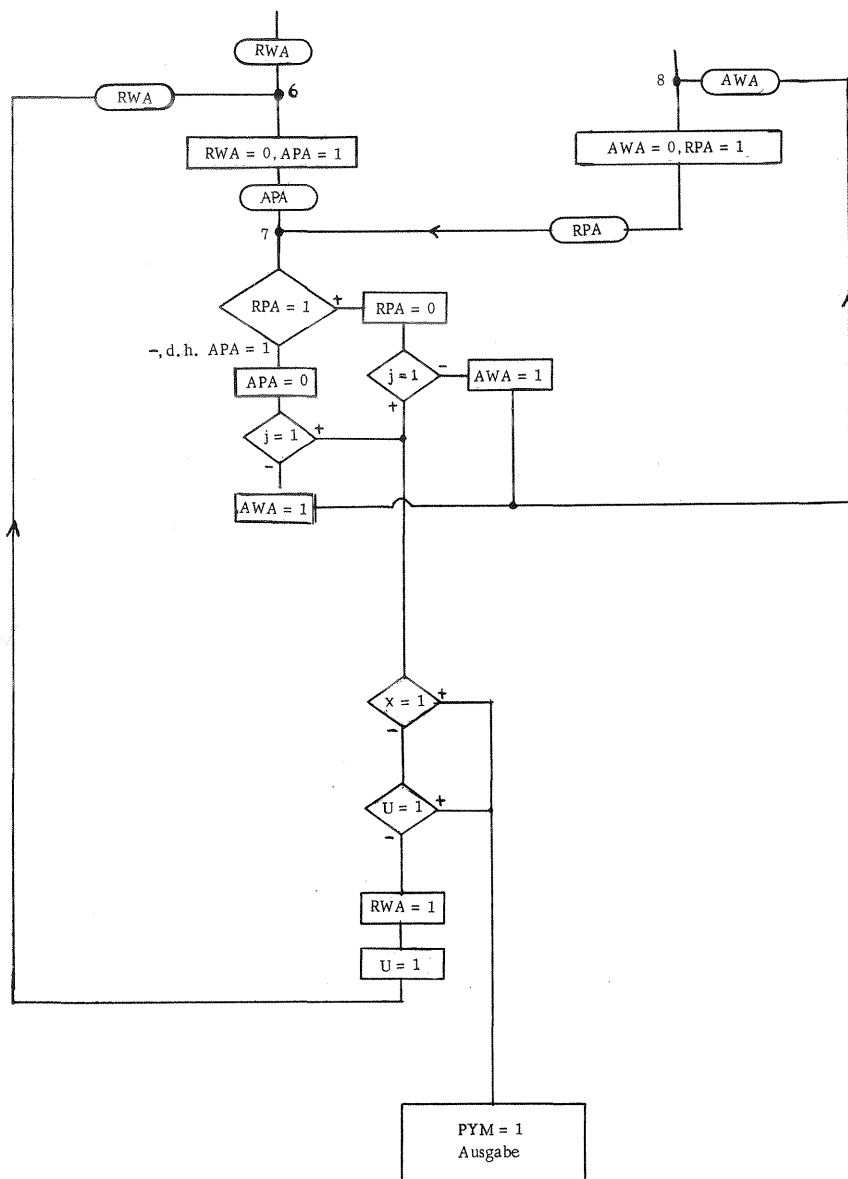 RWA
RWA
6
8
AWA
RWA = 0, APA = 1
AWA = 0, RPA = 1
APA
7
RPA
RPA = 1
+
RPA = 0
-, d.h. APA = 1
APA = 0
j = 1
-
AWA = 1
+
j = 1
+
-
AWA = 1
x = 1
+
-
U = 1
+
-
RWA = 1
U = 1
PYM = 1
Ausgabe